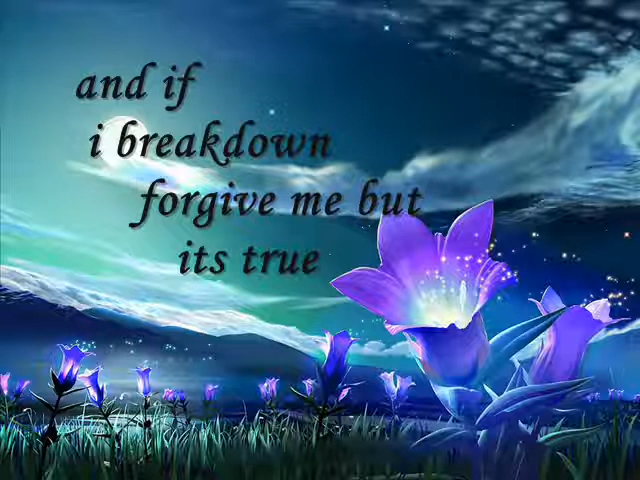 and if
i breakdown
forgive me but
its true